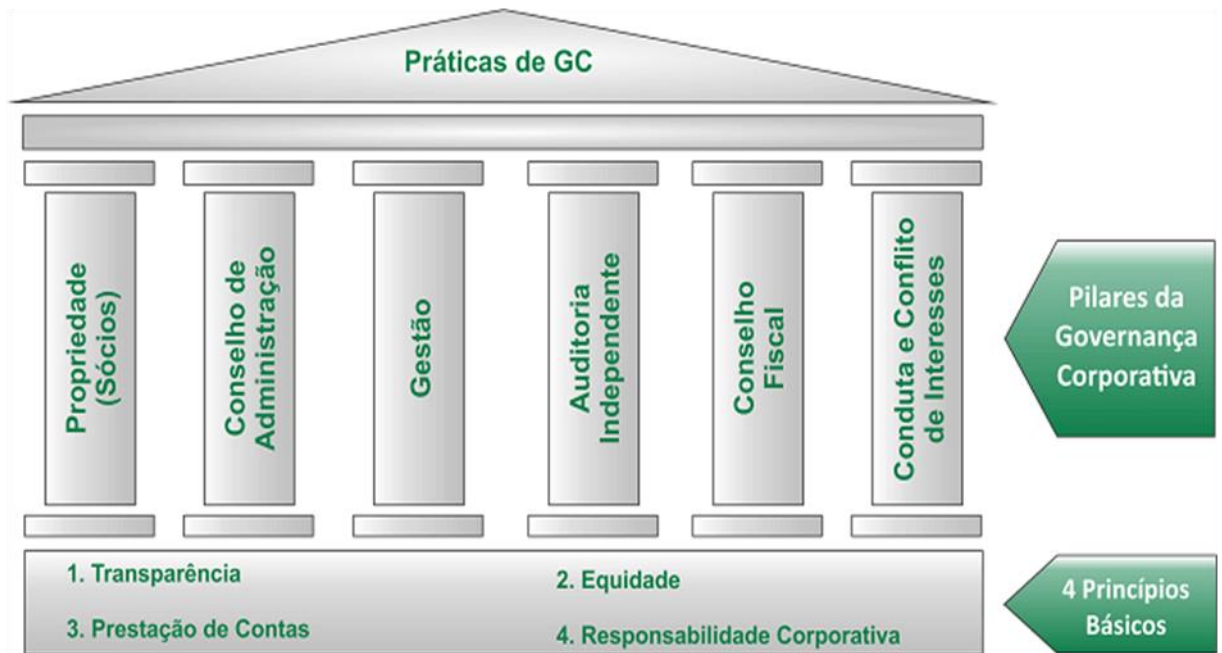 Práticas de GC
Propriedade
(Sócios)
Conselho de
Administração
Gestão
Auditoria
Independente
Conselho
Fiscal
Conduta e Conflito
de Interesses
Pilares da
Governança
Corporativa
1. Transparência
2. Equidade
3. Prestação de Contas
4. Responsabilidade Corporativa
4 Princípios
Básicos